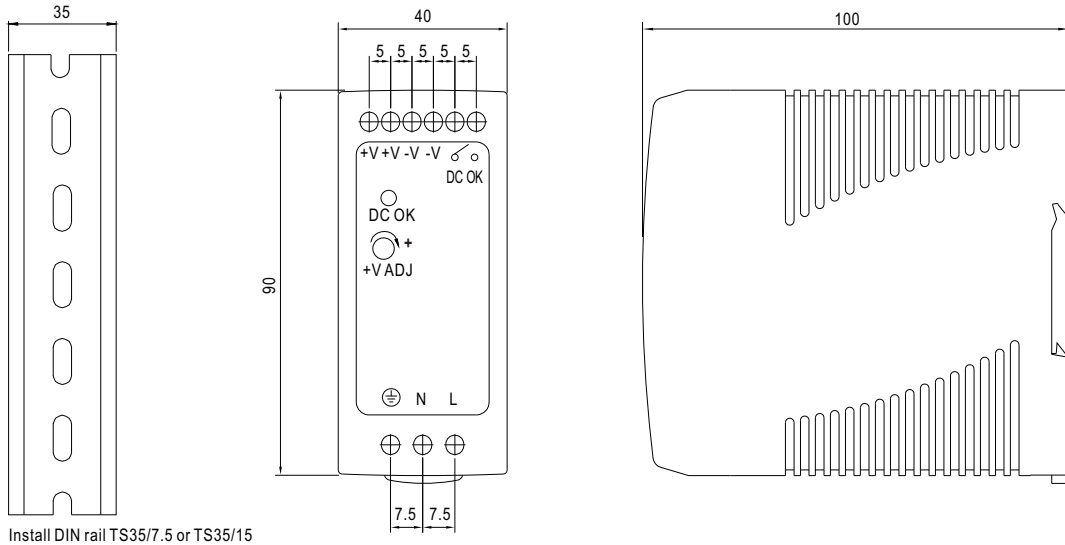 35
40
100
5 5 5 5 5
+V +V -V -V
DC OK
DC OK
+
+V ADJ
90
N L
7.5 7.5
Install DIN rail TS35/7.5 or TS35/15